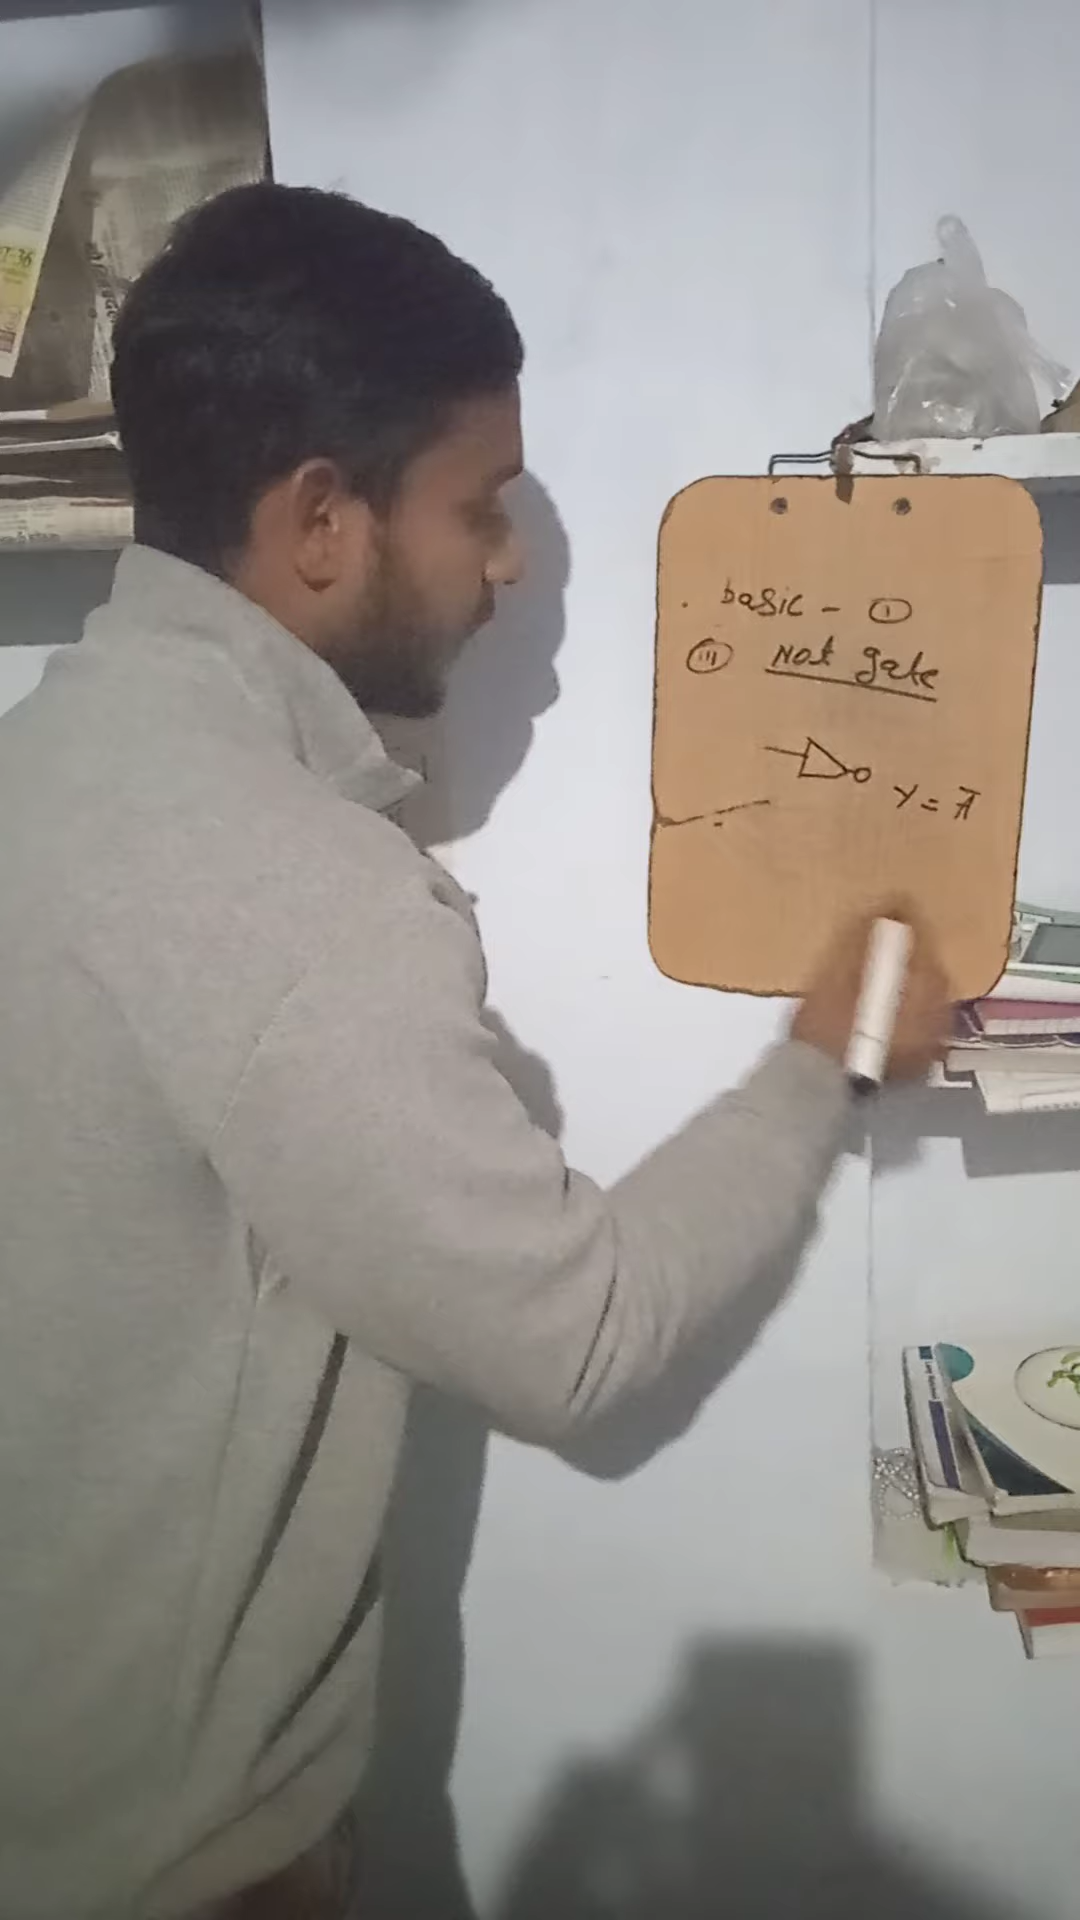 basic - ①
ⓘⓘⓘ Not gate
Y = A̅